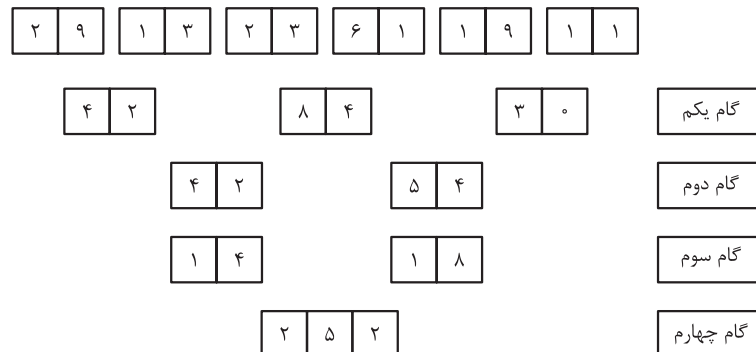 ۲ ۹ ۱ ۳ ۲ ۳ ۶ ۱ ۱ ۹ ۱ ۱
۴ ۲ ۸ ۴ ۳ ۰ گام یکم
۴ ۲ ۵ ۴ گام دوم
۱ ۴ ۱ ۸ گام سوم
۲ ۵ ۲ گام چهارم